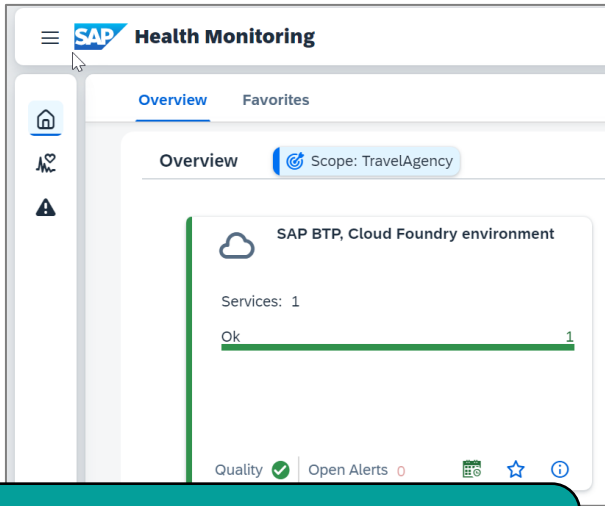 SAP Health Monitoring
Overview Favorites
Overview Scope: TravelAgency
SAP BTP, Cloud Foundry environment
Services: 1
Ok 1
Quality Open Alerts 0